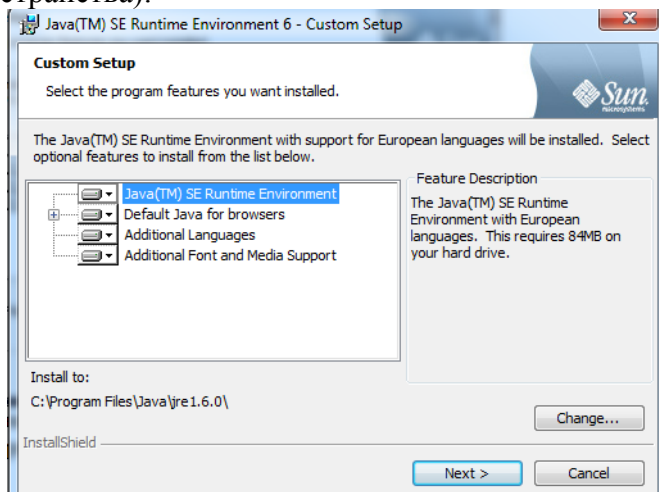 странства).
Java(TM) SE Runtime Environment 6 - Custom Setup
Custom Setup
Select the program features you want installed.
Sun
microsystems
The Java(TM) SE Runtime Environment with support for European languages will be installed. Select
optional features to install from the list below.
Java(TM) SE Runtime Environment
Default Java for browsers
Additional Languages
Additional Font and Media Support
Feature Description
The Java(TM) SE Runtime
Environment with European
languages. This requires 84MB on
your hard drive.
Install to:
C:\Program Files\Java\jre1.6.0\
Change...
InstallShield
Next >
Cancel